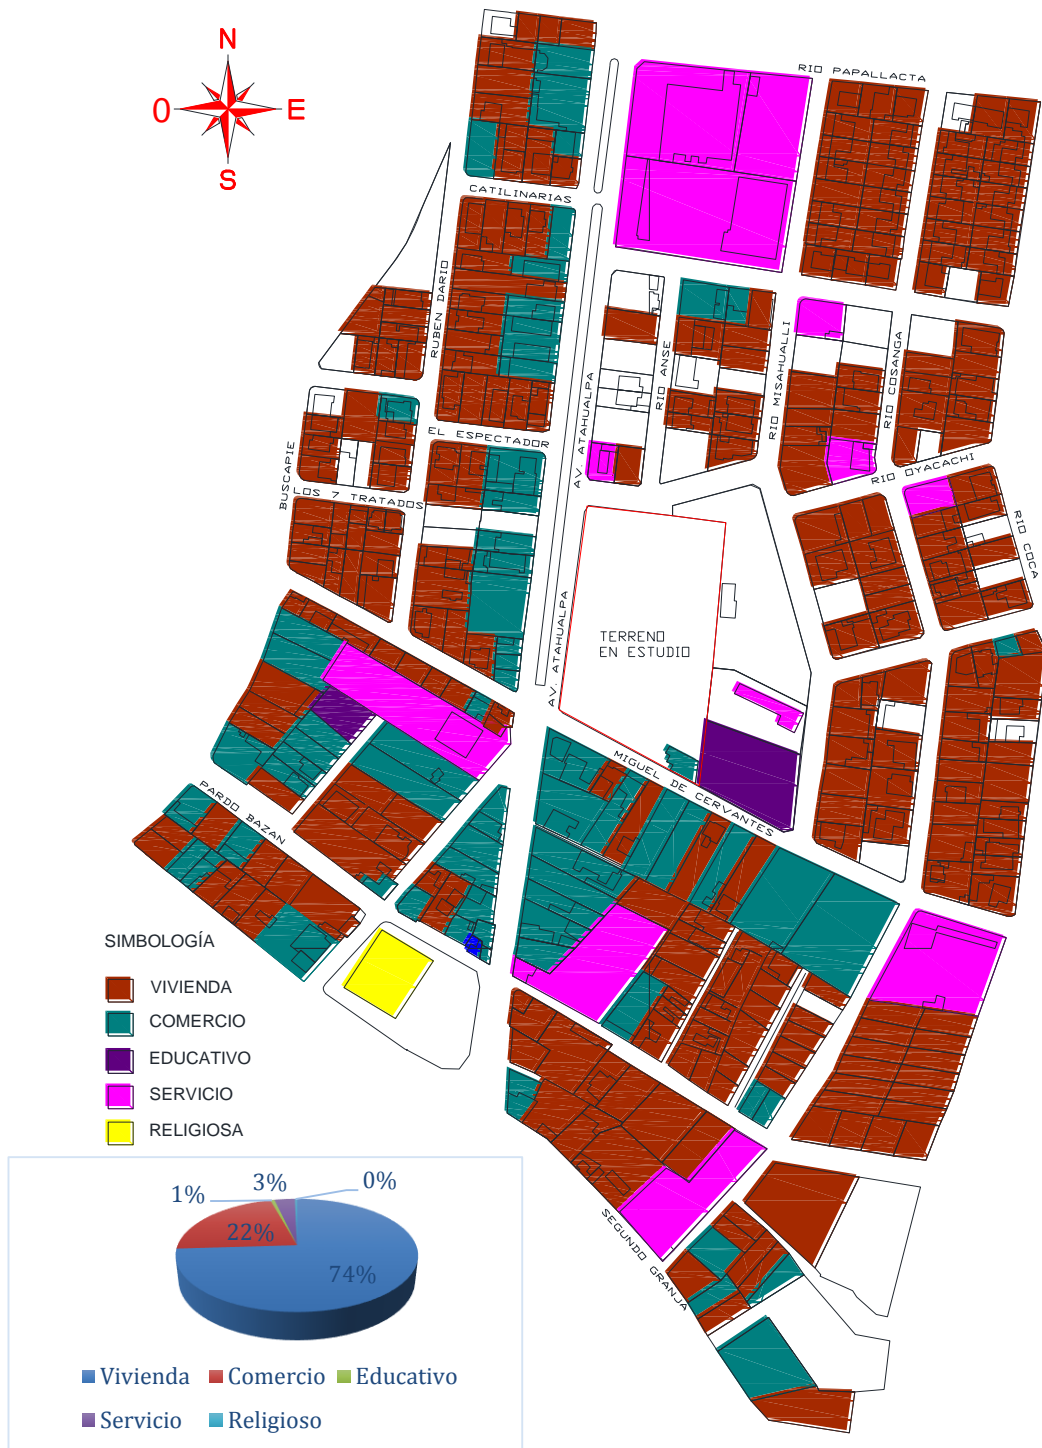 N
O
E
S
RIO PAPALLACTA
CATILINARIAS
RUBEN DARIO
AV. ATAHUALPA
RIO ANSE
RIO MISAHUALLI
RIO COSANGA
EL ESPECTADOR
BUSCAPIE
LOS 7 TRATADOS
RIO OYACACHI
RIO COCA
AV. ATAHUALPA
TERRENO
EN ESTUDIO
MIGUEL DE CERVANTES
PARDO BAZAN
SIMBOLOGÍA
VIVIENDA
COMERCIO
EDUCATIVO
SERVICIO
RELIGIOSA
SEGUNDO GRANJA
1%
3%
0%
22%
74%
Vivienda Comercio Educativo
Servicio Religioso